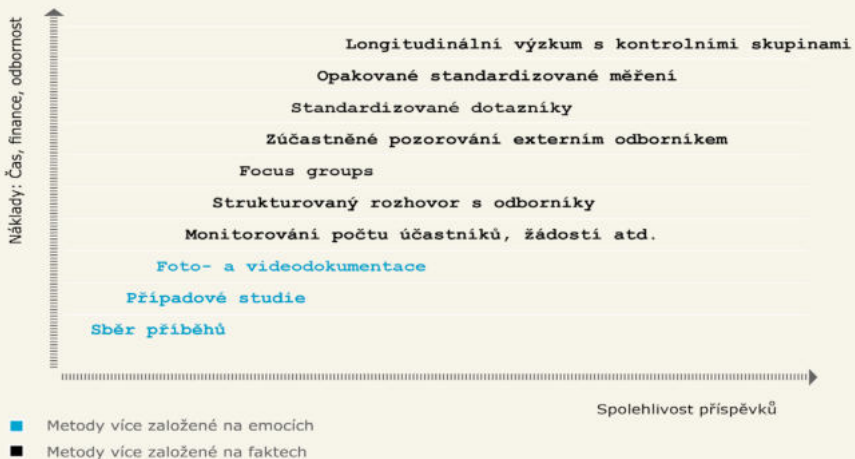 Náklady: Čas, finance, odbornost
Longitudinální výzkum s kontrolními skupinami
Opakované standardizované měření
Standardizované dotazníky
Zúčastněné pozorování externím odborníkem
Focus groups
Strukturovaný rozhovor s odborníky
Monitorování počtu účastníků, žádostí atd.
Foto- a videodokumentace
Případové studie
Sběr příběhů
Spolehlivost příspěvků
Metody více založené na emocích
Metody více založené na faktech